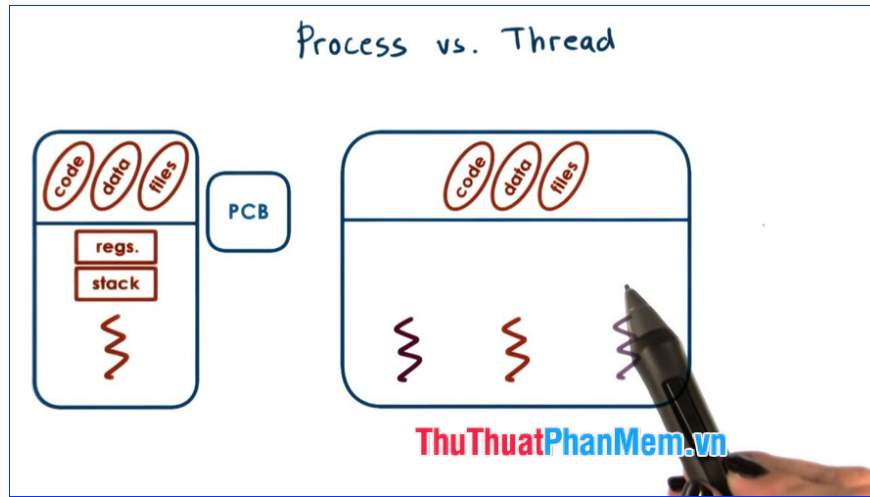 Process vs. Thread
code data files
PCB
regs.
stack
code data files
ThuThuatPhanMem.vn